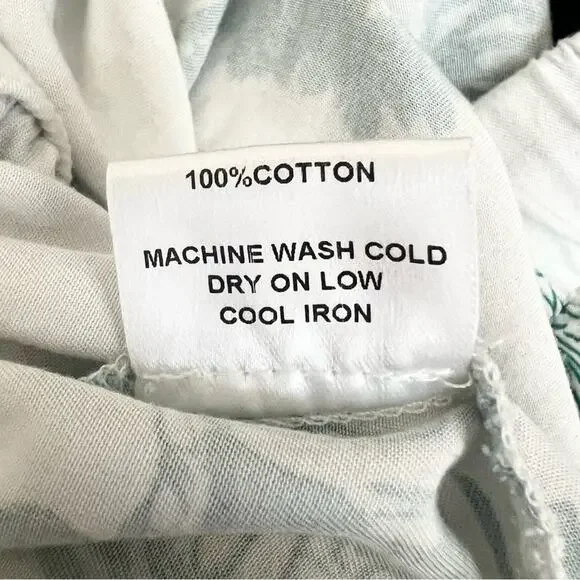 100%COTTON
MACHINE WASH COLD
DRY ON LOW
COOL IRON